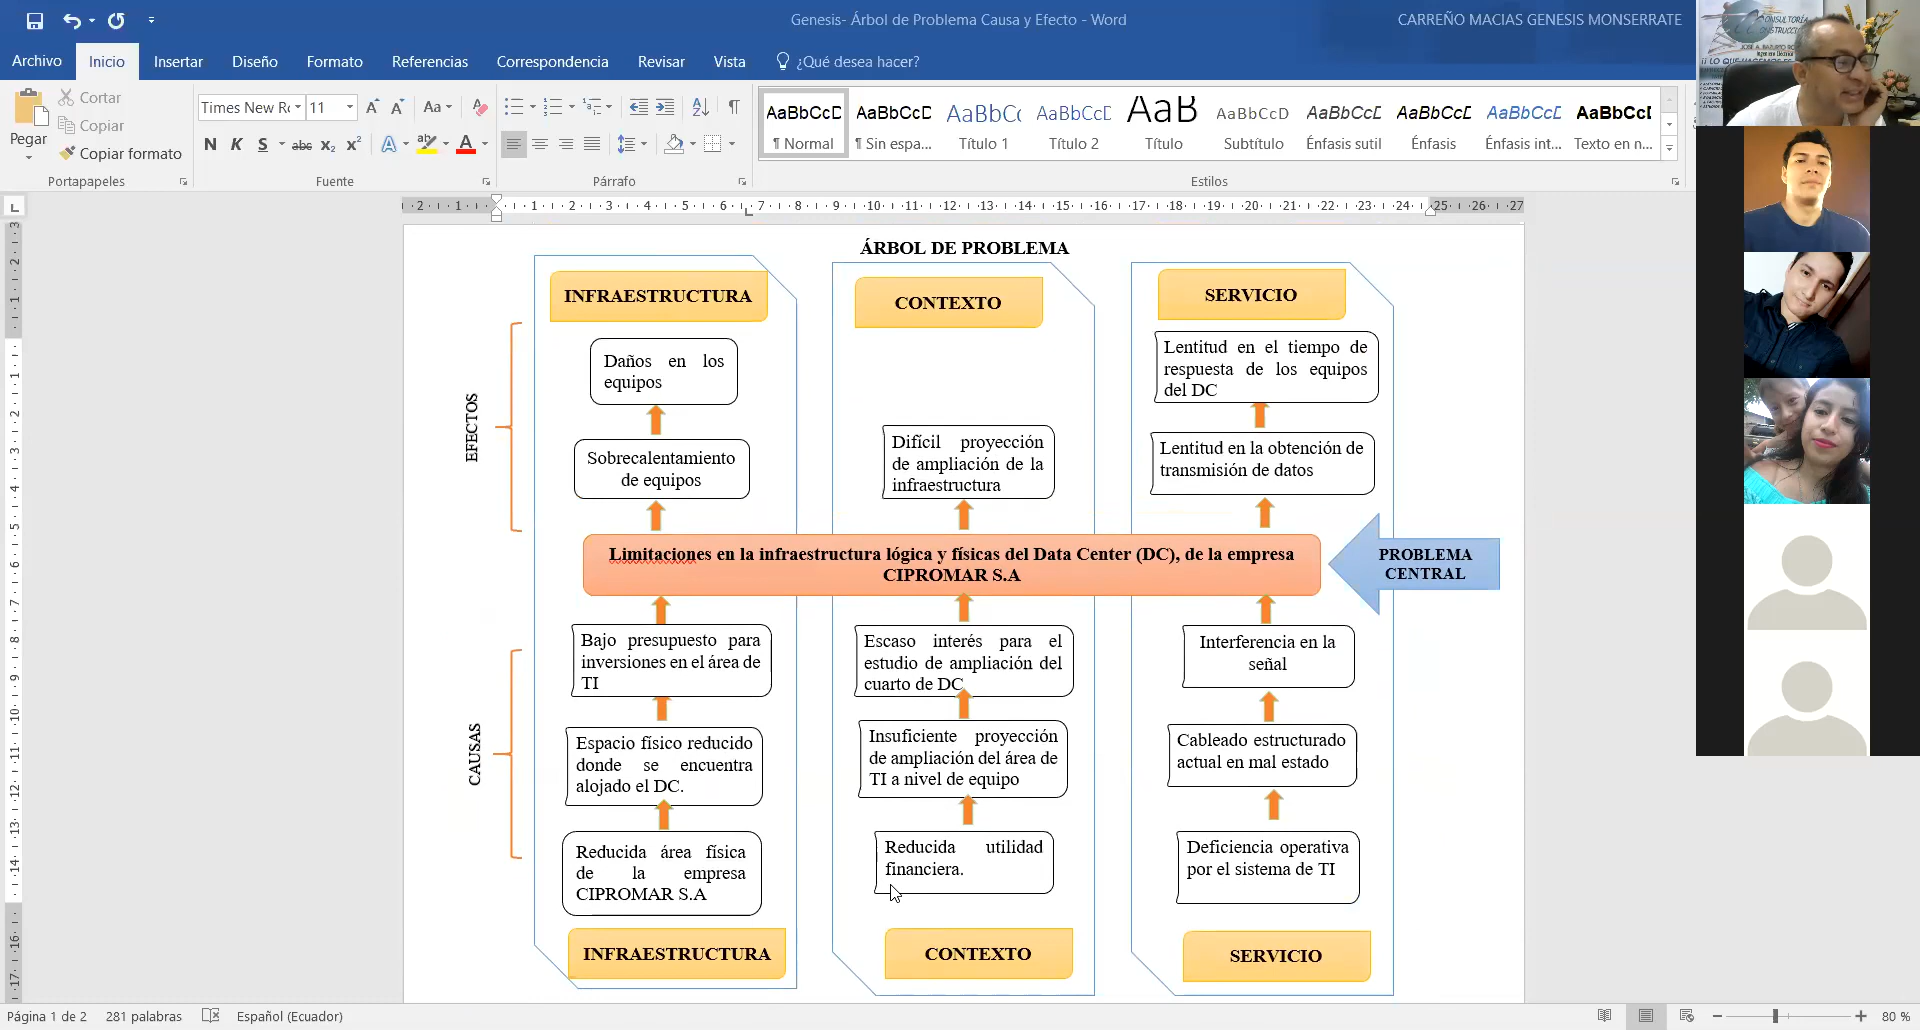 Genesis- Árbol de Problema Causa y Efecto - Word
CARREÑO MACIAS GENESIS MONSERRATE
Archivo
Inicio
Insertar
Diseño
Formato
Referencias
Correspondencia
Revisar
Vista
¿Qué desea hacer?
Pegar
Cortar
Copiar
Copiar formato
Portapapeles
Times New Ro
11
Aa
N K S abc x₂ x²
A
Fuente
Párrafo
AaBbCcD
¶ Normal
AaBbCcD
¶ Sin espa...
AaBbCc
Título 1
AaBbCcD
Título 2
AaB
Título
AaBbCcD
Subtítulo
AaBbCcD
Énfasis sutil
AaBbCcD
Énfasis
AaBbCcD
Énfasis int...
AaBbCcD
Texto en n...
Estilos
ÁRBOL DE PROBLEMA
INFRAESTRUCTURA
CONTEXTO
SERVICIO
EFECTOS
Daños en los
equipos
Lentitud en el tiempo de
respuesta de los equipos
del DC
Sobrecalentamiento
de equipos
Difícil proyección
de ampliación de la
infraestructura
Lentitud en la obtención de
transmisión de datos
Limitaciones en la infraestructura lógica y físicas del Data Center (DC), de la empresa
CIPROMAR S.A
PROBLEMA
CENTRAL
CAUSAS
Bajo presupuesto para
inversiones en el área de
TI
Escaso interés para el
estudio de ampliación del
cuarto de DC
Interferencia en la
señal
Espacio físico reducido
donde se encuentra
alojado el DC.
Insuficiente proyección
de ampliación del área de
TI a nivel de equipo
Cableado estructurado
actual en mal estado
Reducida área física
de la empresa
CIPROMAR S.A
Reducida utilidad
financiera.
Deficiencia operativa
por el sistema de TI
INFRAESTRUCTURA
CONTEXTO
SERVICIO
Página 1 de 2
281 palabras
Español (Ecuador)
80 %